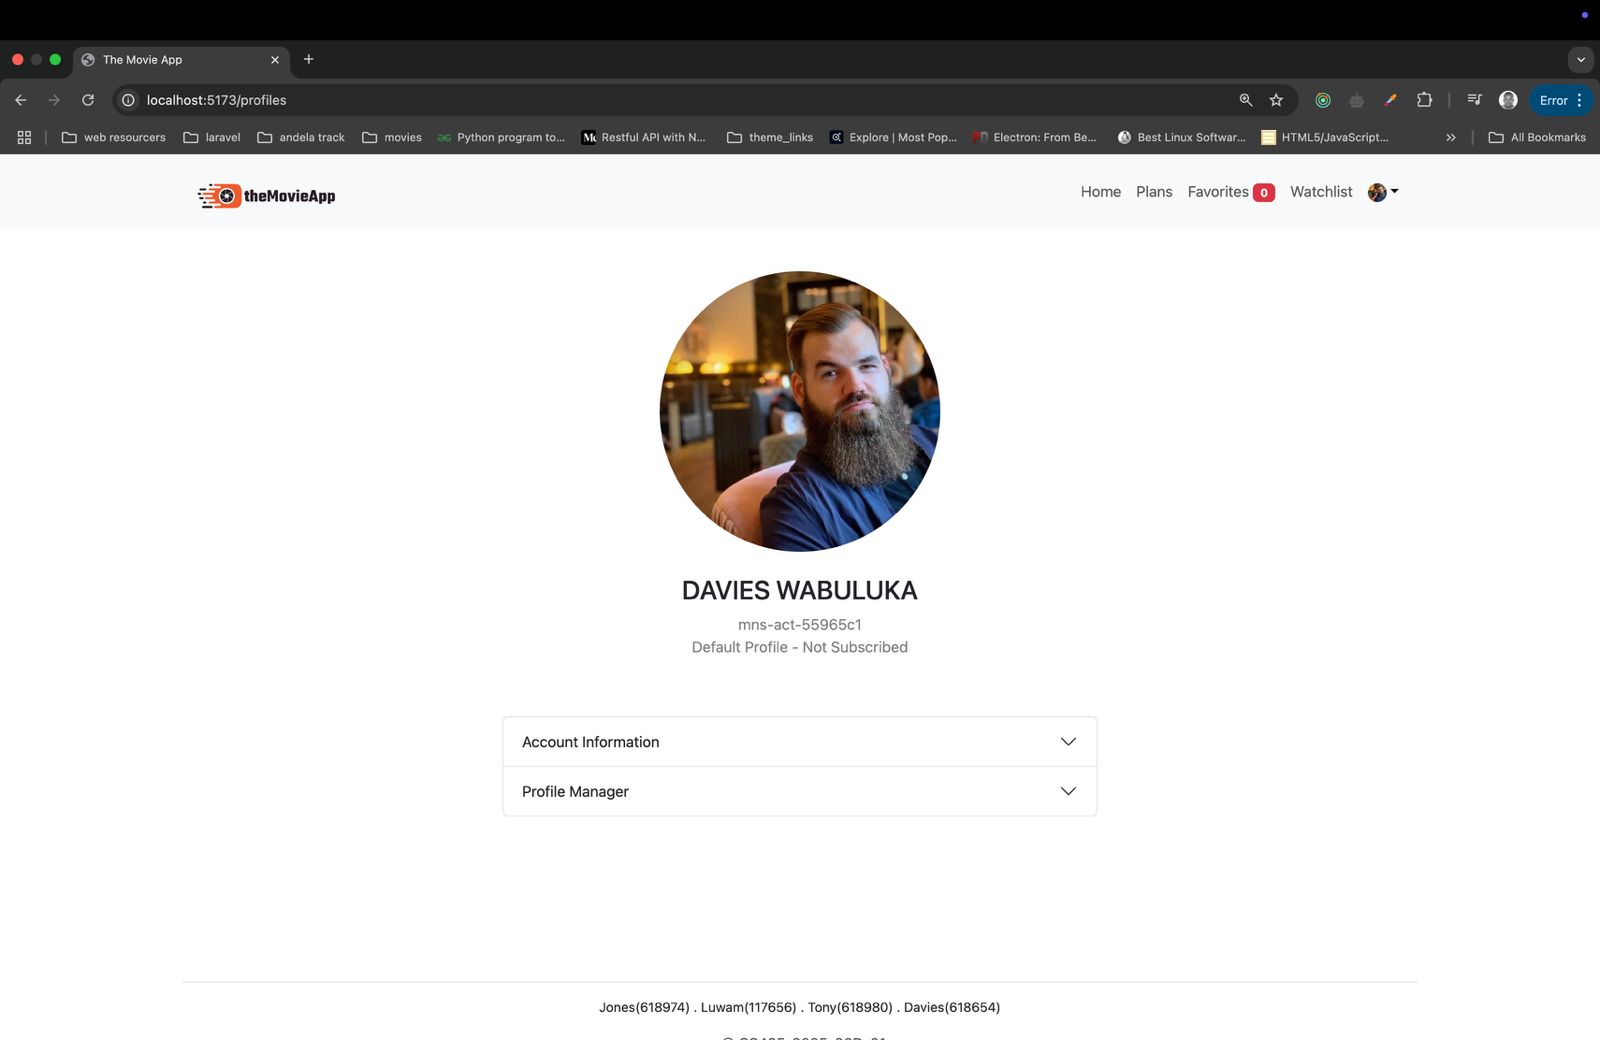 The Movie App
localhost:5173/profiles
Error
web resourcers
laravel
andela track
movies
Python program to...
Restful API with N...
theme_links
Explore | Most Pop...
Electron: From Be...
Best Linux Softwar...
HTML5/JavaScript...
All Bookmarks
theMovieApp
Home
Plans
Favorites 0
Watchlist
DAVIES WABULUKA
mns-act-55965c1
Default Profile - Not Subscribed
Account Information
Profile Manager
Jones(618974) . Luwam(117656) . Tony(618980) . Davies(618654)